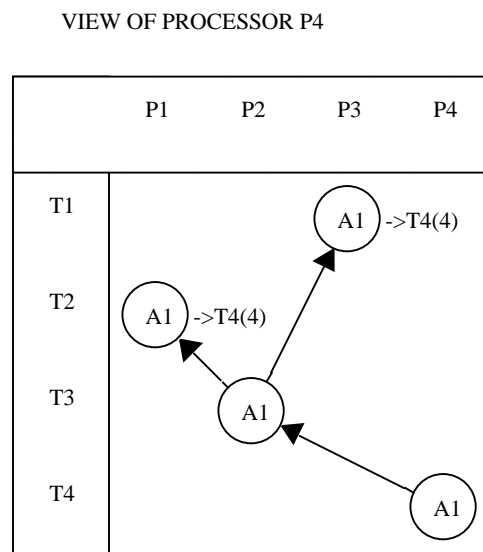 VIEW OF PROCESSOR P4
P1 P2 P3 P4
T1 A1 ->T4(4)
T2 A1 ->T4(4)
T3 A1
T4 A1